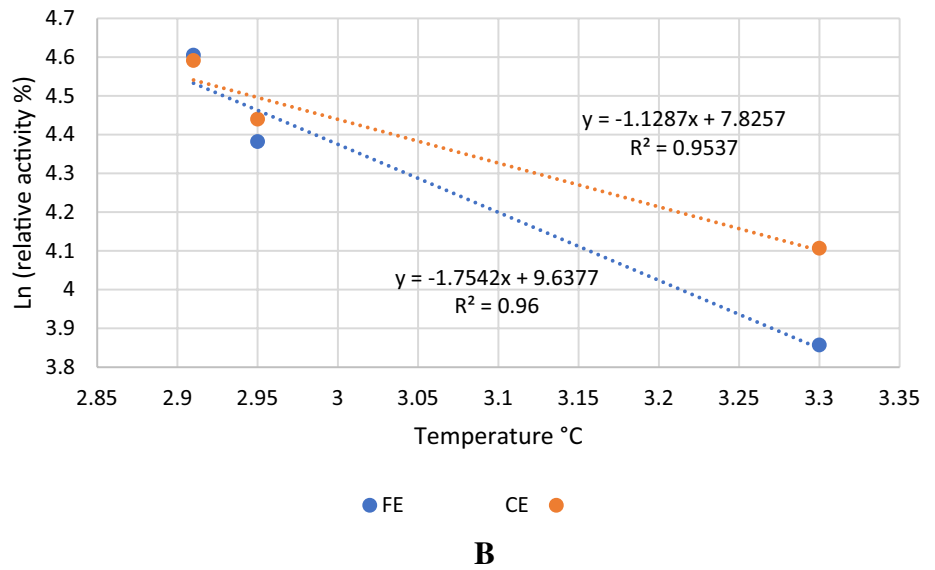 4.7
4.6
4.5
4.4
4.3
4.2
4.1
4
3.9
3.8
Ln (relative activity %)
y = -1.1287x + 7.8257
R² = 0.9537
y = -1.7542x + 9.6377
R² = 0.96
2.85 2.9 2.95 3 3.05 3.1 3.15 3.2 3.25 3.3 3.35
Temperature °C
FE CE
B